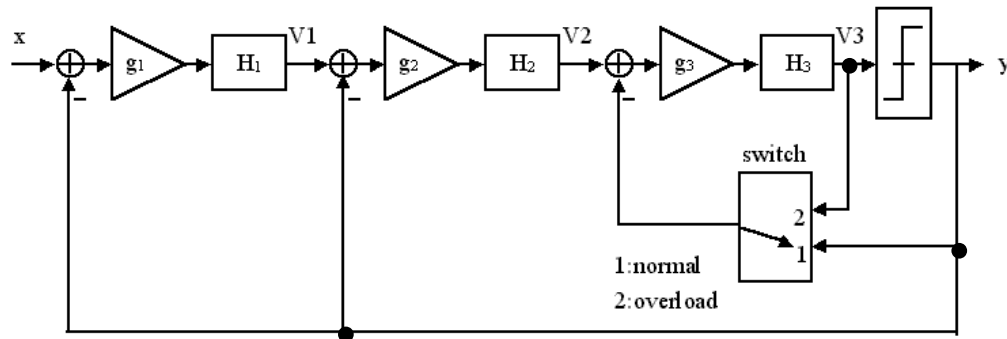 x
g₁
H₁
V1
g₂
H₂
V2
g₃
H₃
V3
y
switch
2
1
1:normal
2:overload